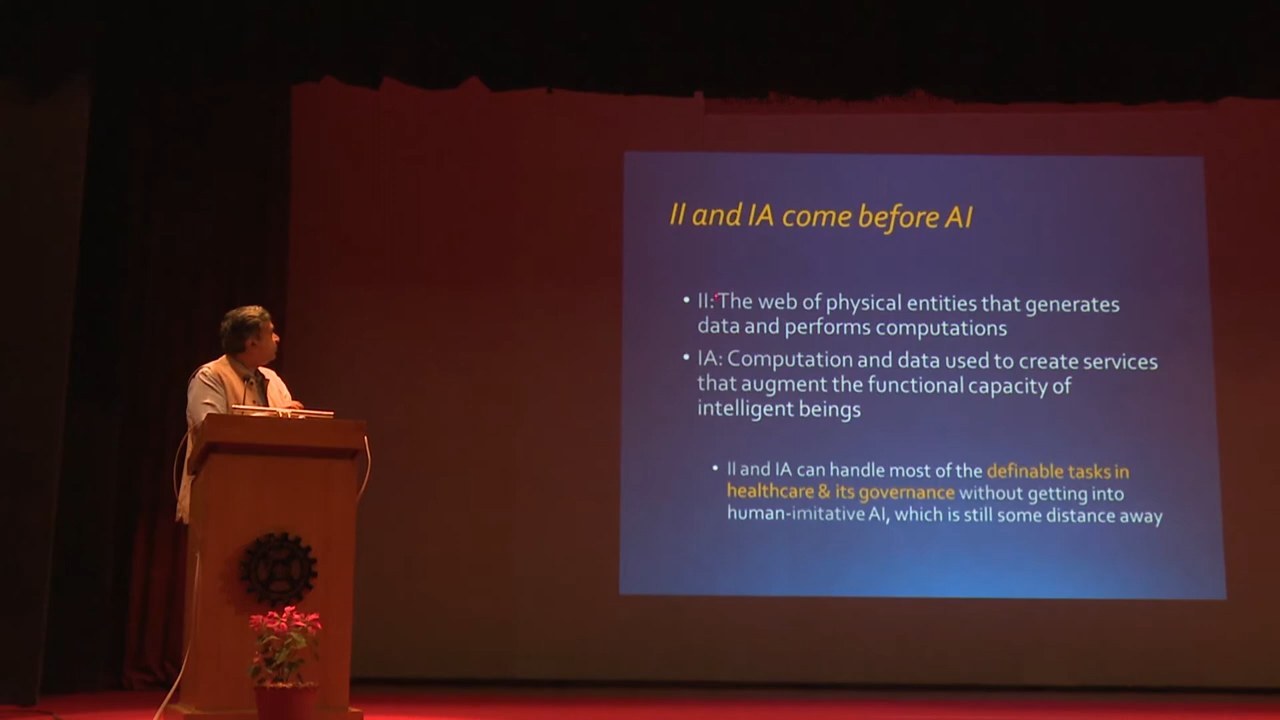 II and IA come before AI
• II: The web of physical entities that generates
data and performs computations
• IA: Computation and data used to create services
that augment the functional capacity of
intelligent beings
• II and IA can handle most of the definable tasks in
healthcare & its governance without getting into
human-imitative AI, which is still some distance away